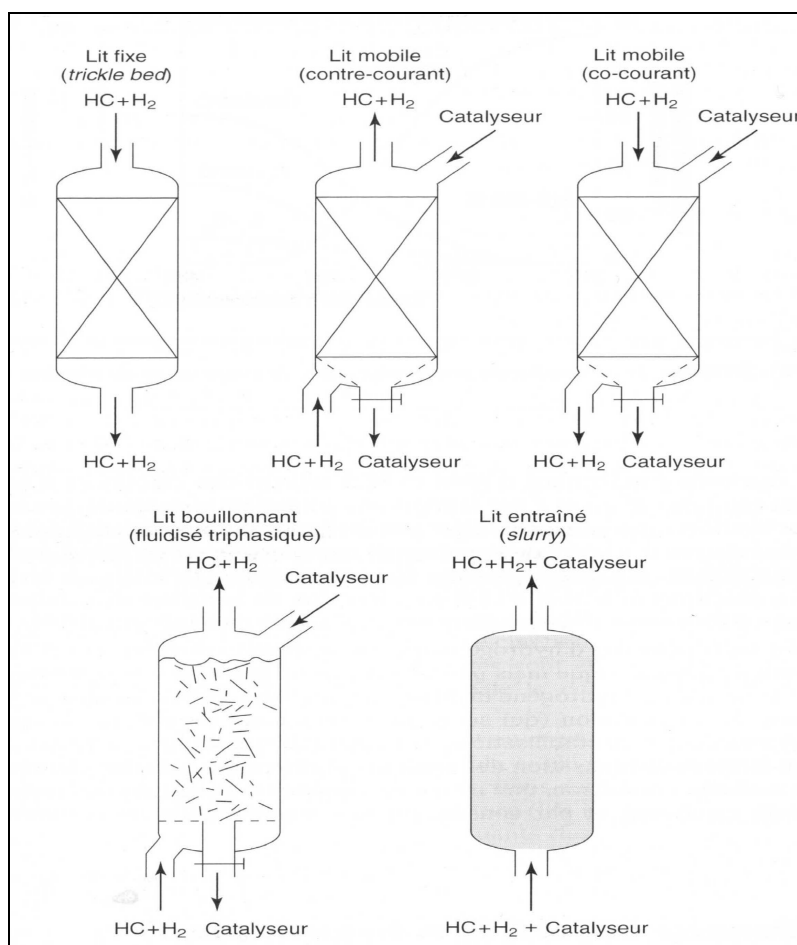 Lit fixe
(trickle bed)
HC+H₂
HC+H₂
Lit mobile
(contre-courant)
HC+H₂
Catalyseur
HC+H₂ Catalyseur
Lit mobile
(co-courant)
HC+H₂
Catalyseur
HC+H₂ Catalyseur
Lit bouillonnant
(fluidisé triphasique)
HC+H₂
Catalyseur
HC+H₂ Catalyseur
Lit entraîné
(slurry)
HC+H₂+ Catalyseur
HC+H₂ + Catalyseur